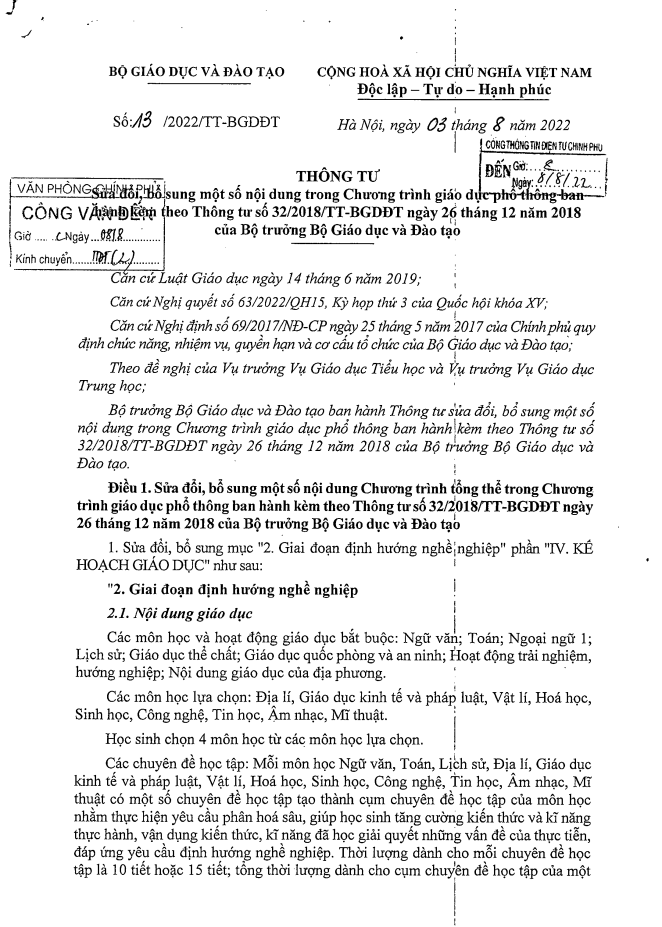 BỘ GIÁO DỤC VÀ ĐÀO TẠO
CỘNG HOÀ XÃ HỘI CHỦ NGHĨA VIỆT NAM
Độc lập – Tự do – Hạnh phúc
Số: 13 /2022/TT-BGDĐT
Hà Nội, ngày 03 tháng 8 năm 2022
CỔNG THÔNG TIN ĐIỆN TỬ CHÍNH PHỦ
ĐẾN Giờ:
Ngày: 8/8/22
VĂN PHÒNG CHÍNH PHỦ
CÔNG VĂN ĐẾN
Giờ ..... Ngày 08/8
Kính chuyển:
THÔNG TƯ
Sửa đổi, bổ sung một số nội dung trong Chương trình giáo dục phổ thông ban
hành kèm theo Thông tư số 32/2018/TT-BGDĐT ngày 26 tháng 12 năm 2018
của Bộ trưởng Bộ Giáo dục và Đào tạo
Căn cứ Luật Giáo dục ngày 14 tháng 6 năm 2019;
Căn cứ Nghị quyết số 63/2022/QH15, Kỳ họp thứ 3 của Quốc hội khóa XV;
Căn cứ Nghị định số 69/2017/NĐ-CP ngày 25 tháng 5 năm 2017 của Chính phủ quy
định chức năng, nhiệm vụ, quyền hạn và cơ cấu tổ chức của Bộ Giáo dục và Đào tạo;
Theo đề nghị của Vụ trưởng Vụ Giáo dục Tiểu học và Vụ trưởng Vụ Giáo dục
Trung học;
Bộ trưởng Bộ Giáo dục và Đào tạo ban hành Thông tư sửa đổi, bổ sung một số
nội dung trong Chương trình giáo dục phổ thông ban hành kèm theo Thông tư số
32/2018/TT-BGDĐT ngày 26 tháng 12 năm 2018 của Bộ trưởng Bộ Giáo dục và
Đào tạo.
Điều 1. Sửa đổi, bổ sung một số nội dung Chương trình tổng thể trong Chương
trình giáo dục phổ thông ban hành kèm theo Thông tư số 32/2018/TT-BGDĐT ngày
26 tháng 12 năm 2018 của Bộ trưởng Bộ Giáo dục và Đào tạo
1. Sửa đổi, bổ sung mục "2. Giai đoạn định hướng nghề nghiệp" phần "IV. KẾ
HOẠCH GIÁO DỤC" như sau:
"2. Giai đoạn định hướng nghề nghiệp
2.1. Nội dung giáo dục
Các môn học và hoạt động giáo dục bắt buộc: Ngữ văn; Toán; Ngoại ngữ 1;
Lịch sử; Giáo dục thể chất; Giáo dục quốc phòng và an ninh; Hoạt động trải nghiệm,
hướng nghiệp; Nội dung giáo dục của địa phương.
Các môn học lựa chọn: Địa lí, Giáo dục kinh tế và pháp luật, Vật lí, Hoá học,
Sinh học, Công nghệ, Tin học, Âm nhạc, Mĩ thuật.
Học sinh chọn 4 môn học từ các môn học lựa chọn.
Các chuyên đề học tập: Mỗi môn học Ngữ văn, Toán, Lịch sử, Địa lí, Giáo dục
kinh tế và pháp luật, Vật lí, Hoá học, Sinh học, Công nghệ, Tin học, Âm nhạc, Mĩ
thuật có một số chuyên đề học tập tạo thành cụm chuyên đề học tập của môn học
nhằm thực hiện yêu cầu phân hoá sâu, giúp học sinh tăng cường kiến thức và kĩ năng
thực hành, vận dụng kiến thức, kĩ năng đã học giải quyết những vấn đề của thực tiễn,
đáp ứng yêu cầu định hướng nghề nghiệp. Thời lượng dành cho mỗi chuyên đề học
tập là 10 tiết hoặc 15 tiết; tổng thời lượng dành cho cụm chuyên đề học tập của một